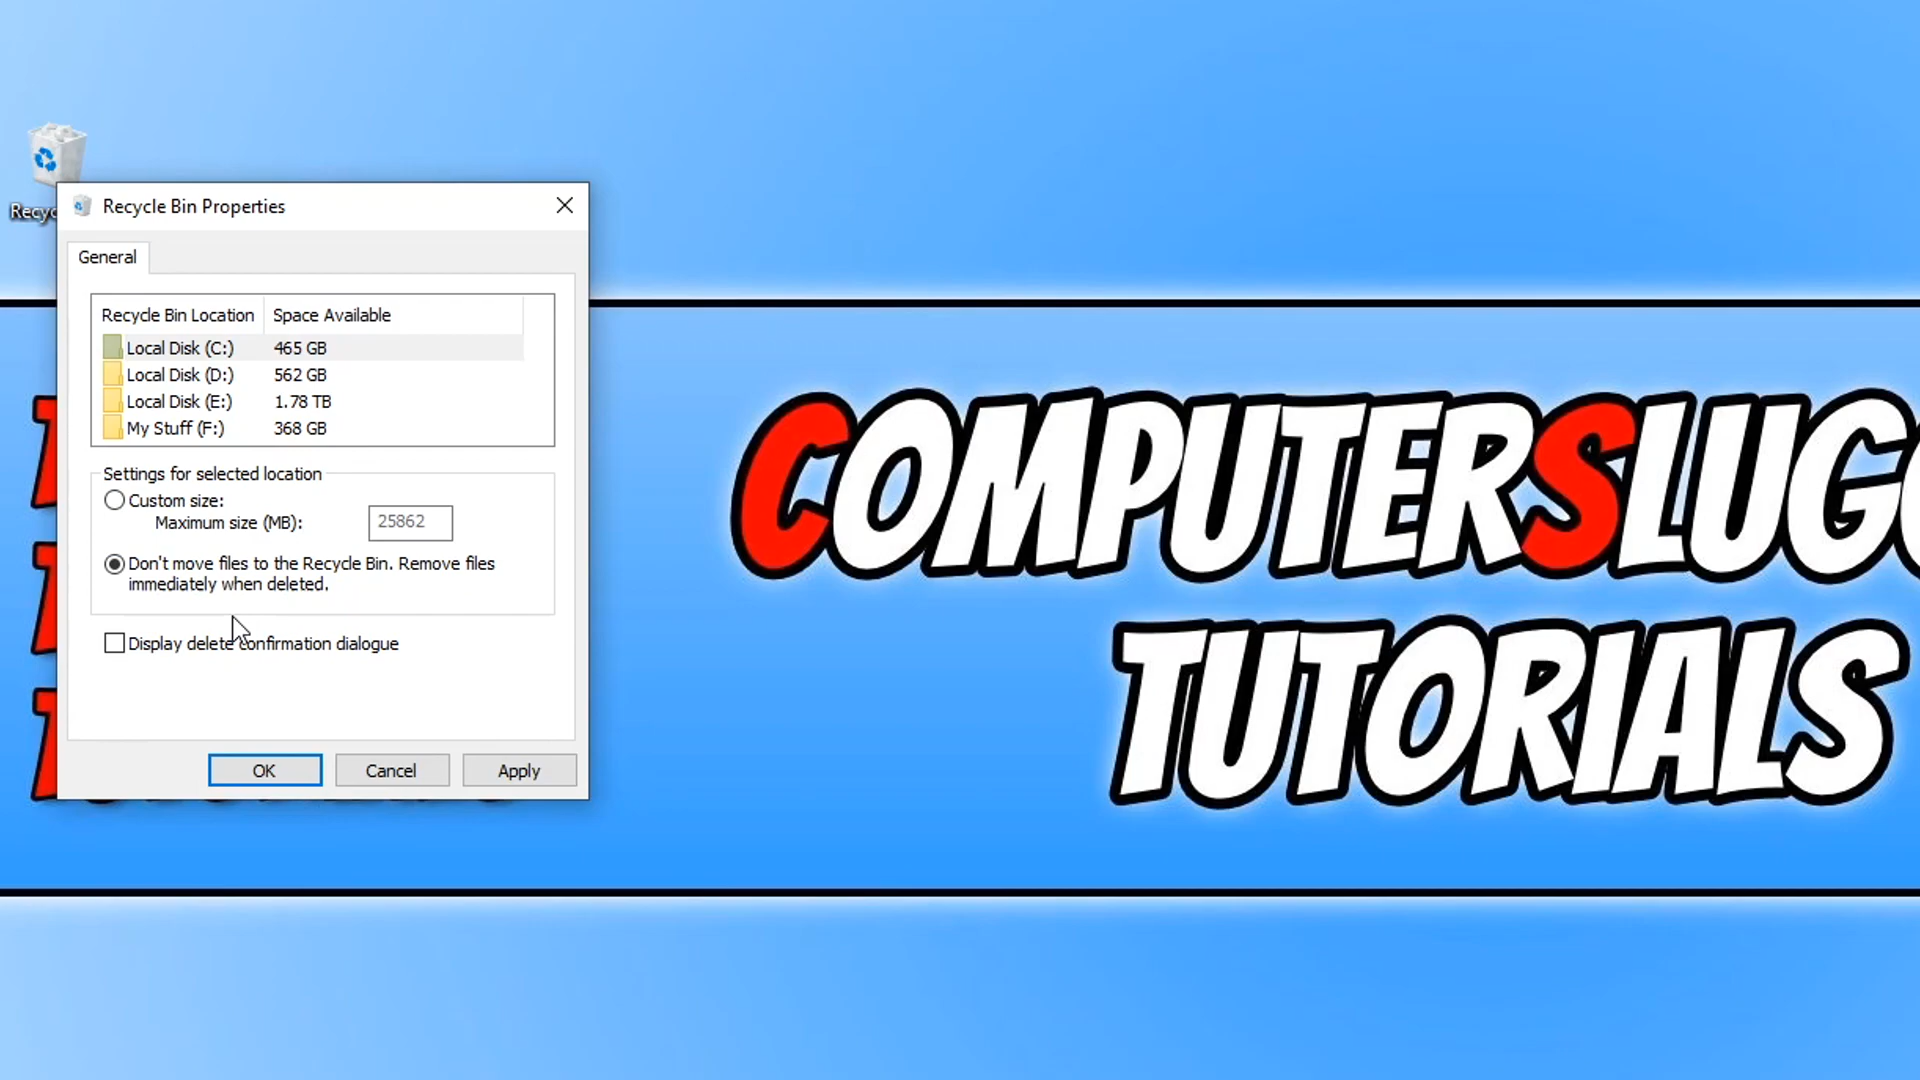 Recyc
Recycle Bin Properties
General
Recycle Bin Location Space Available
Local Disk (C:) 465 GB
Local Disk (D:) 562 GB
Local Disk (E:) 1.78 TB
My Stuff (F:) 368 GB
Settings for selected location
Custom size:
Maximum size (MB): 25862
Don't move files to the Recycle Bin. Remove files
immediately when deleted.
Display delete confirmation dialogue
OK Cancel Apply
COMPUTERSLUGG
TUTORIALS